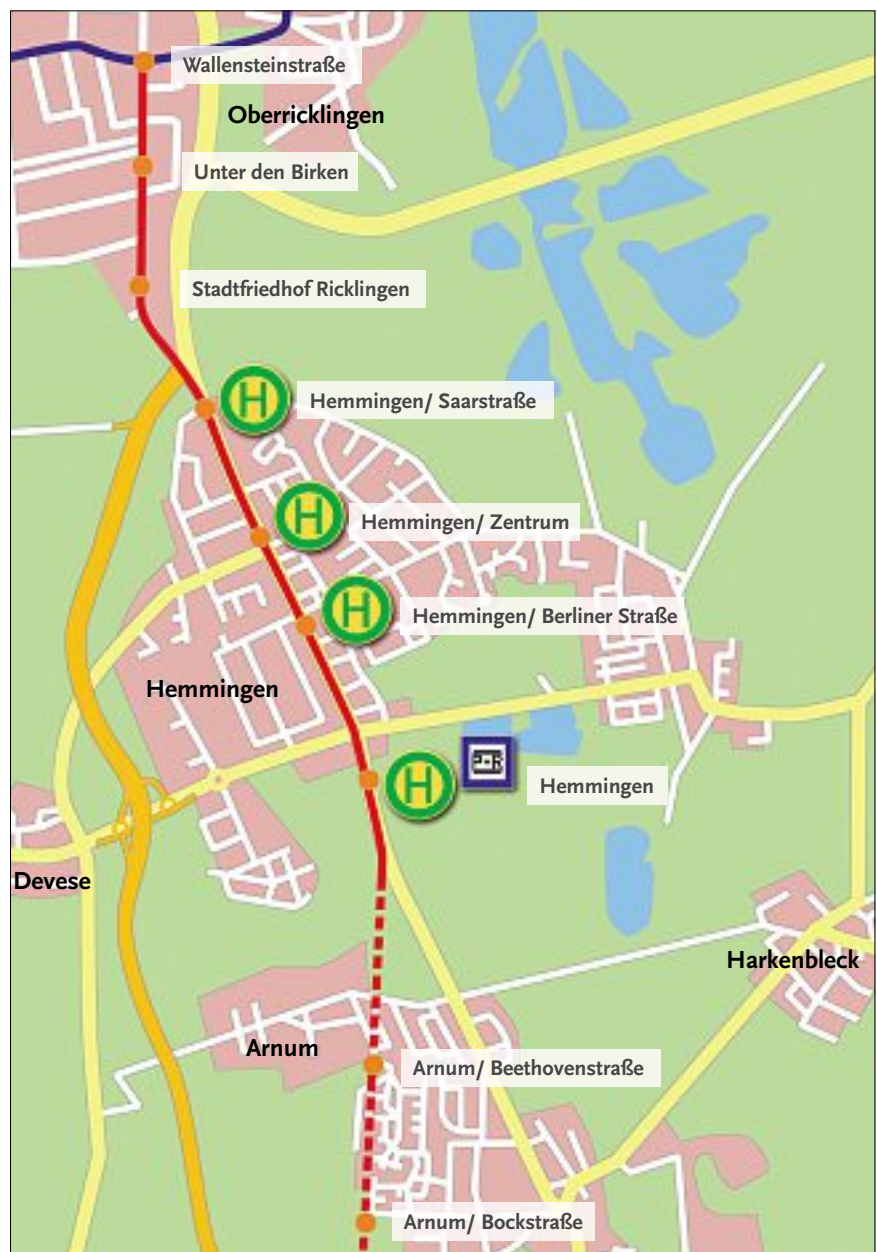 Wallensteinstraße
Oberricklingen
Unter den Birken
Stadtfriedhof Ricklingen
H
Hemmingen/ Saarstraße
H
Hemmingen/ Zentrum
H
Hemmingen/ Berliner Straße
Hemmingen
H
P+R
Hemmingen
Devese
Harkenbleck
Arnum
Arnum/ Beethovenstraße
Arnum/ Bockstraße